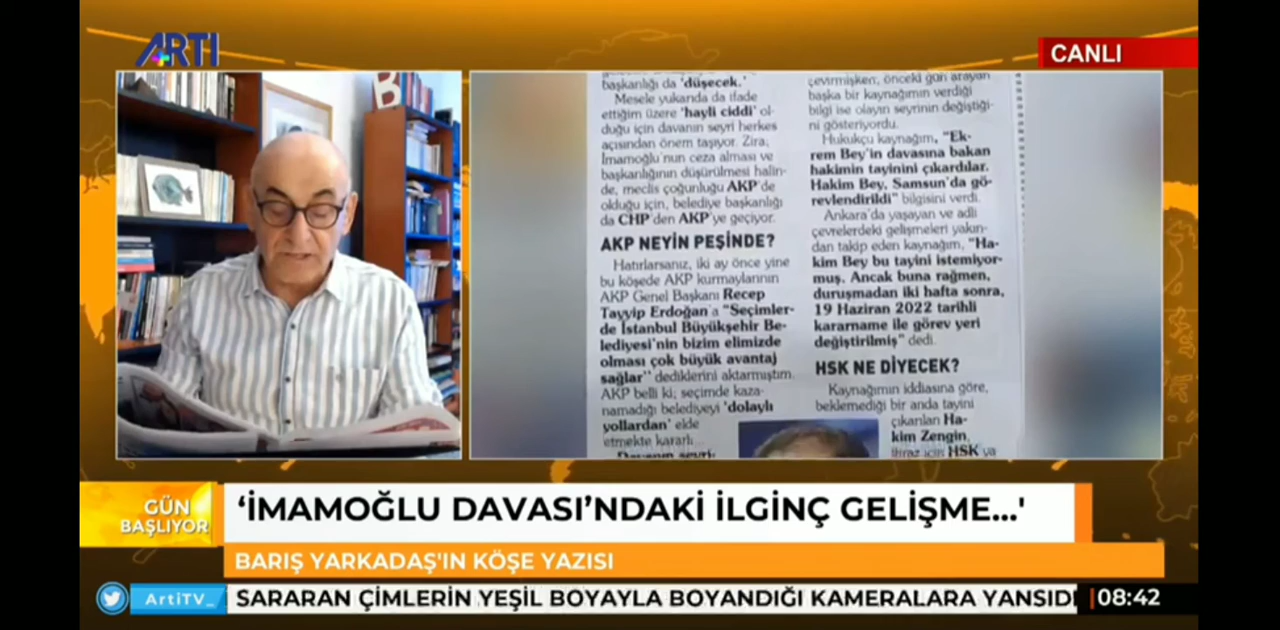 ARTI
CANLI
B
başkanlığı da 'düşecek.'
Mesele yukarıda da ifade
ettiğim üzere 'hayli ciddi' ol-
duğu için davanın seyri herkes
açısından önem taşıyor. Zira,
İmamoğlu'nun ceza alması ve
başkanlığının düşürülmesi halin-
de, meclis çoğunluğu AKP'de
olduğu için, belediye başkanlığı
da CHP'den AKP'ye geçiyor.
AKP NEYİN PEŞİNDE?
Hatırlarsanız, iki ay önce yine
bu köşede AKP kurmaylarının
AKP Genel Başkanı Recep
Tayyip Erdoğan'a "Seçimler-
de İstanbul Büyükşehir Be-
lediyesi'nin bizim elimizde
olması çok büyük avantaj
sağlar" dediklerini aktarmıştım.
AKP belli ki; seçimde kaza-
namadığı belediyeyi 'dolaylı
yollardan' elde
etmekte kararlı...
Davanın seyri;
çevirmişken; önceki gün arayan
başka bir kaynağımın verdiği
bilgi ise olayın seyrinin değiştiği-
ni gösteriyordu.
Hukukçu kaynağım, "Ek-
rem Bey'in davasına bakan
hakimin tayinini çıkardılar.
Hakim Bey, Samsun'da gö-
revlendirildi" bilgisini verdi.
Ankara'da yaşayan ve adli
çevrelerdeki gelişmeleri yakın-
dan takip eden kaynağım, "Ha-
kim Bey bu tayini istemiyor-
muş. Ancak buna rağmen,
duruşmadan iki hafta sonra,
19 Haziran 2022 tarihli
kararname ile görev yeri
değiştirilmiş" dedi.
HSK NE DİYECEK?
Kaynağımın iddiasına göre,
beklemediği bir anda tayini
çıkarılan Ha-
kim Zengin,
itiraz için HSK'ya
GÜN
BAŞLIYOR
‘İMAMOĞLU DAVASI’NDAKİ İLGİNÇ GELİŞME...'
BARIŞ YARKADAŞ'IN KÖŞE YAZISI
ArtiTV_
SARARAN ÇİMLERİN YEŞİL BOYAYLA BOYANDIĞI KAMERALARA YANSIDI
08:42